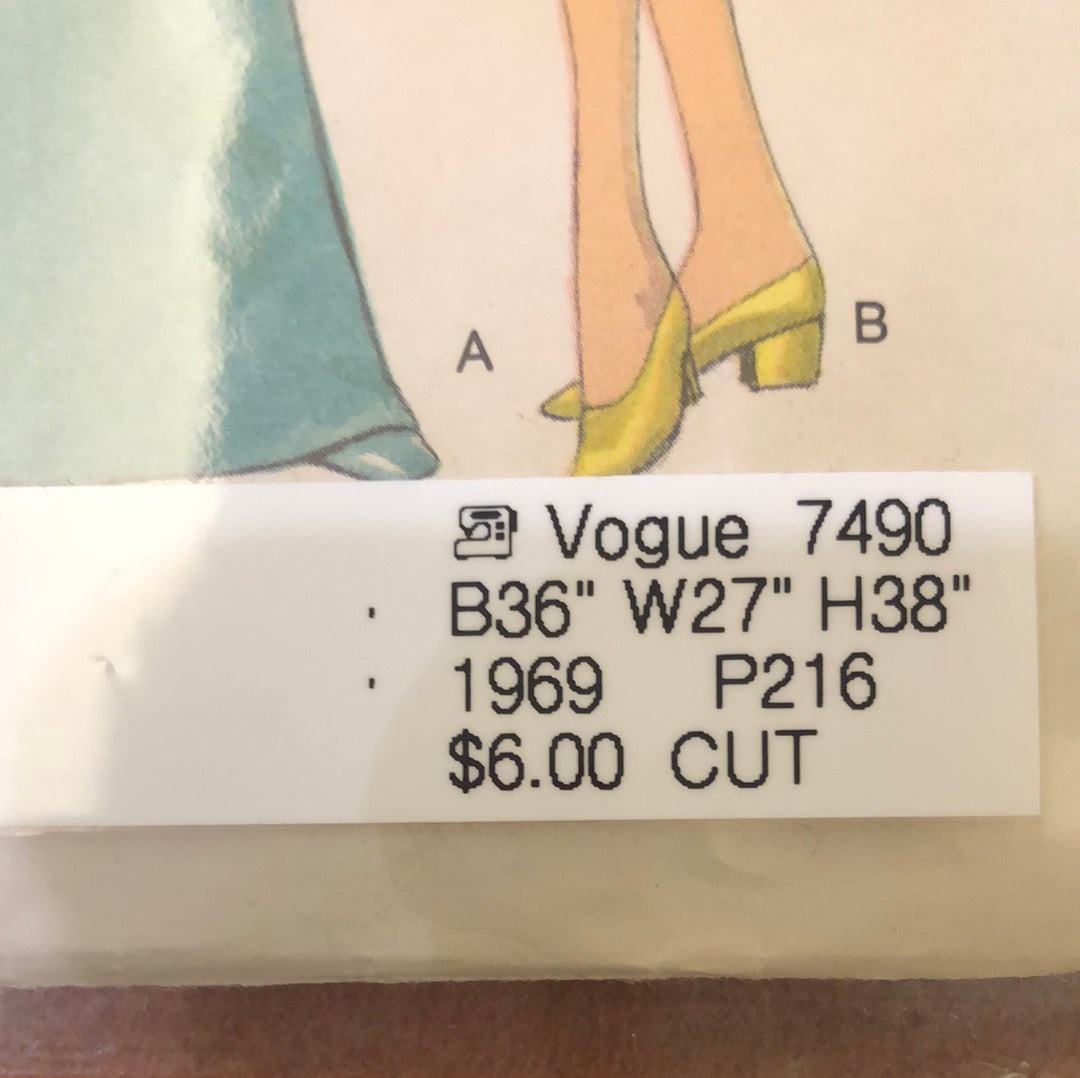 A
B
Vogue 7490
B36" W27" H38"
1969 P216
$6.00 CUT